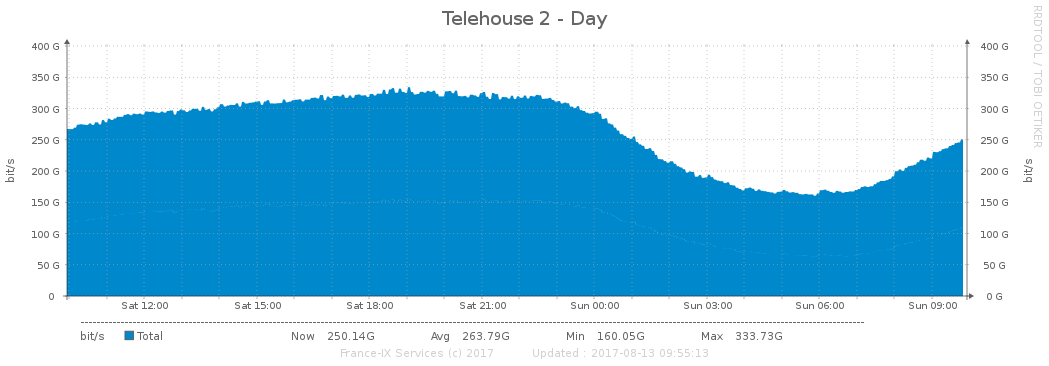 Telehouse 2 - Day
RRDTOOL / TOBI OETIKER
bit/s
bit/s
400 G 400 G
350 G 350 G
300 G 300 G
250 G 250 G
200 G 200 G
150 G 150 G
100 G 100 G
50 G 50 G
0 0 G
Sat 12:00 Sat 15:00 Sat 18:00 Sat 21:00 Sun 00:00 Sun 03:00 Sun 06:00 Sun 09:00
bit/s Total Now 250.14G Avg 263.79G Min 160.05G Max 333.73G
France-IX Services (c) 2017 Updated : 2017-08-13 09:55:13